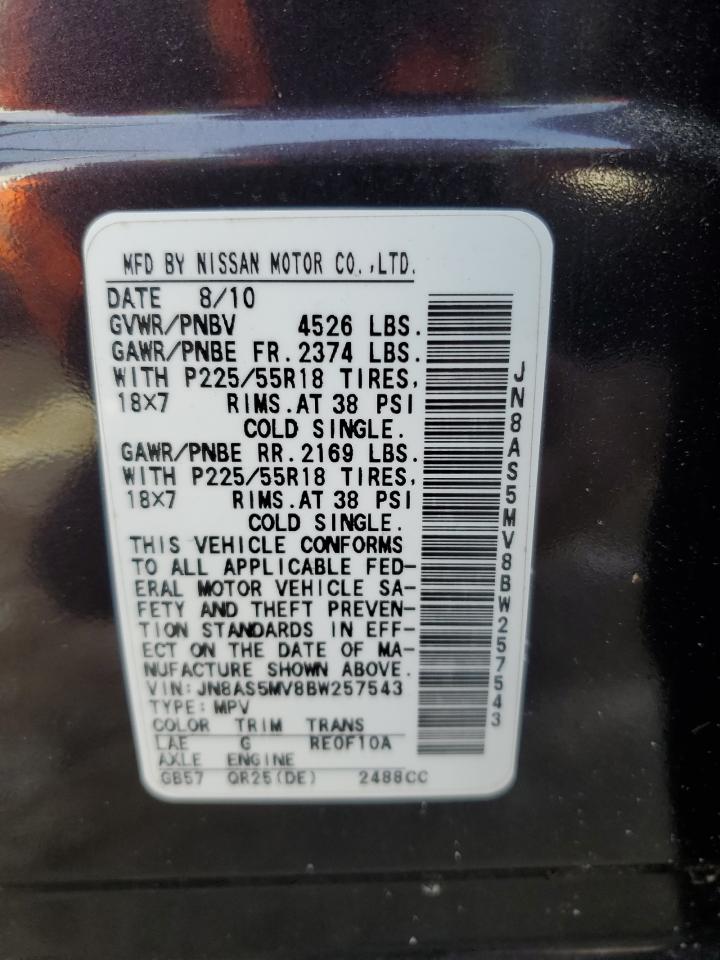 MFD BY NISSAN MOTOR CO.,LTD.
DATE 8/10
GVWR/PNBV 4526 LBS.
GAWR/PNBE FR. 2374 LBS.
WITH P225/55R18 TIRES,
18X7 RIMS.AT 38 PSI
COLD SINGLE.
GAWR/PNBE RR. 2169 LBS.
WITH P225/55R18 TIRES,
18X7 RIMS.AT 38 PSI
COLD SINGLE.
THIS VEHICLE CONFORMS
TO ALL APPLICABLE FED-
ERAL MOTOR VEHICLE SA-
FETY AND THEFT PREVEN-
TION STANDARDS IN EFF-
ECT ON THE DATE OF MA-
NUFACTURE SHOWN ABOVE.
VIN: JN8AS5MV8BW257543
TYPE: MPV
COLOR TRIM TRANS
LAE G RE0F10A
AXLE ENGINE
GB57 QR25(DE) 2488CC
JN8AS5MV8BW257543